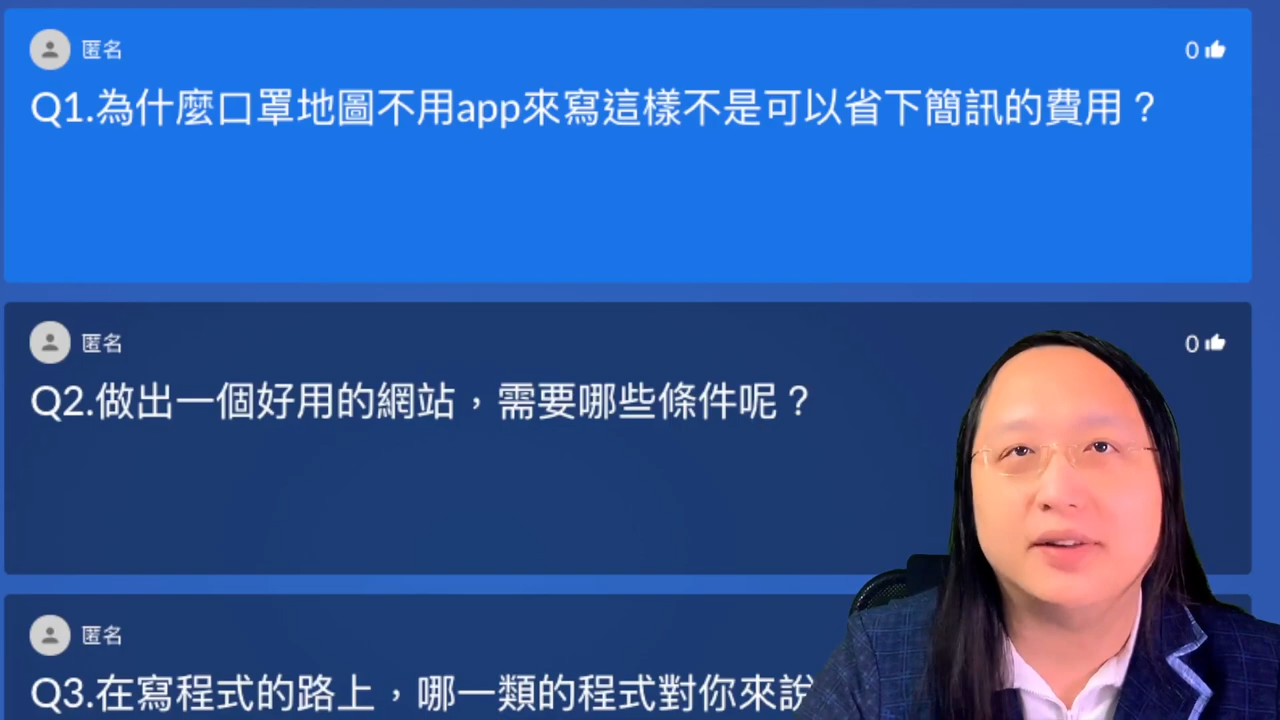 匿名
0
Q1.為什麼口罩地圖不用app來寫這樣不是可以省下簡訊的費用？
匿名
0
Q2.做出一個好用的網站，需要哪些條件呢？
匿名
Q3.在寫程式的路上，哪一類的程式對你來說